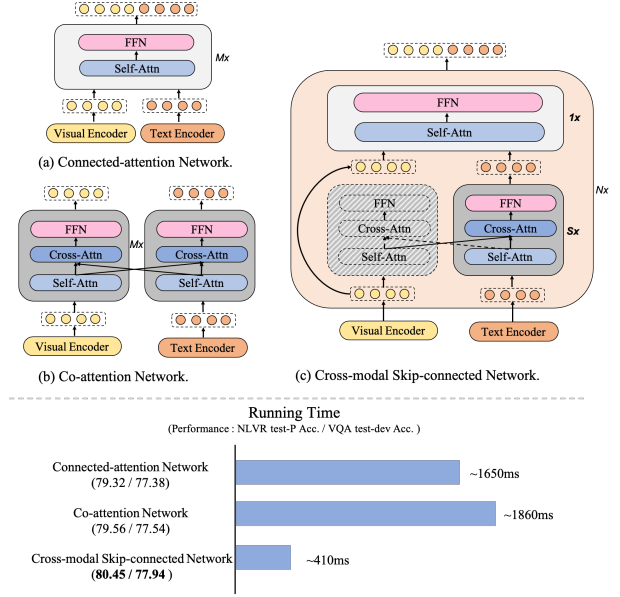 FFN
Self-Attn
Mx
Visual Encoder
Text Encoder
(a) Connected-attention Network.
FFN
Cross-Attn
Self-Attn
Mx
FFN
Cross-Attn
Self-Attn
Visual Encoder
Text Encoder
(b) Co-attention Network.
FFN
Self-Attn
1x
Nx
FFN
Cross-Attn
Self-Attn
FFN
Cross-Attn
Self-Attn
Sx
Visual Encoder
Text Encoder
(c) Cross-modal Skip-connected Network.
Running Time
(Performance : NLVR test-P Acc. / VQA test-dev Acc. )
Connected-attention Network
(79.32 / 77.38)
~1650ms
Co-attention Network
(79.56 / 77.54)
~1860ms
Cross-modal Skip-connected Network
(80.45 / 77.94 )
~410ms